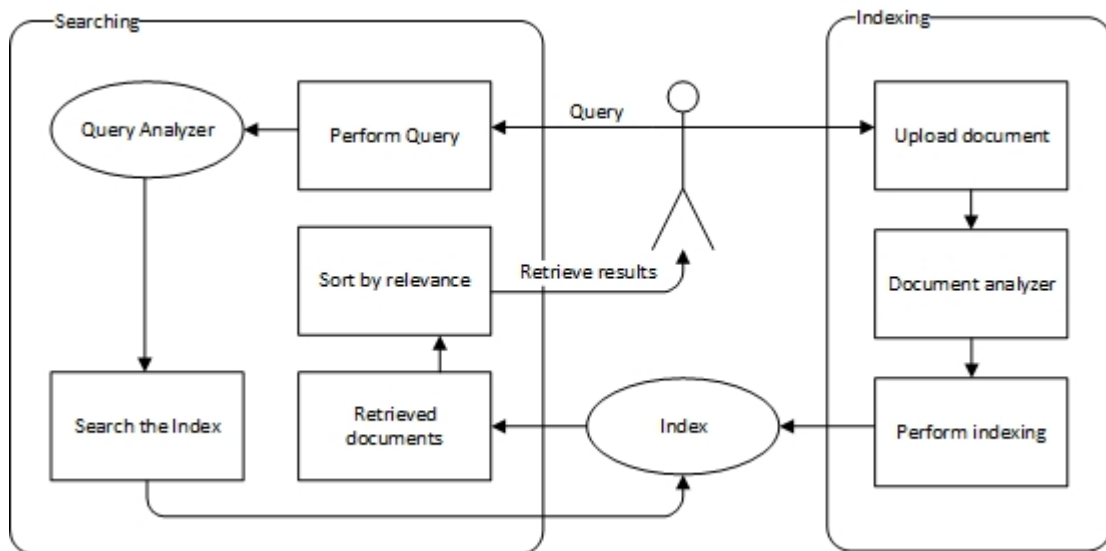 Searching
Indexing
Query Analyzer
Perform Query
Query
Upload document
Sort by relevance
Retrieve results
Document analyzer
Search the Index
Retrieved
documents
Index
Perform indexing